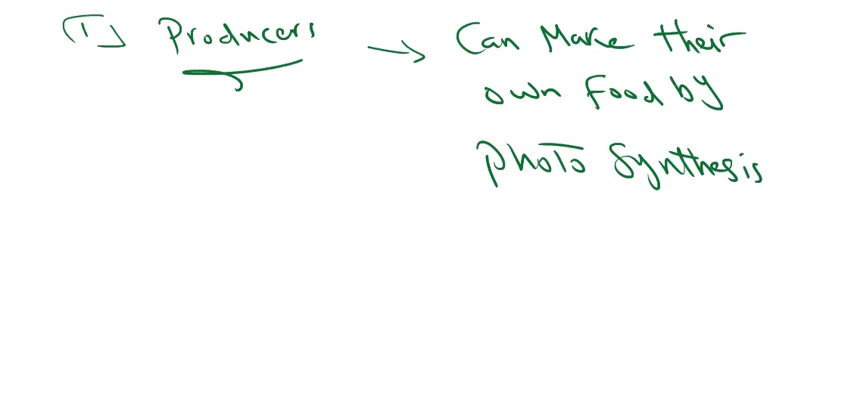 1 Producers → Can Make their
own Food by
Photo Synthesis